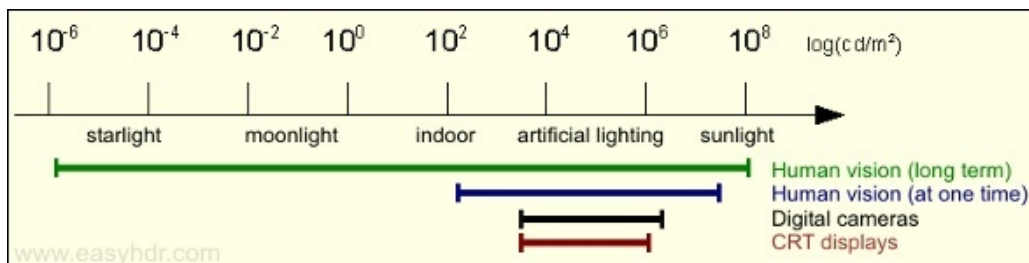 10⁻⁶ 10⁻⁴ 10⁻² 10⁰ 10² 10⁴ 10⁶ 10⁸ log(cd/m²)
starlight moonlight indoor artificial lighting sunlight
Human vision (long term)
Human vision (at one time)
Digital cameras
CRT displays
www.easyhdr.com